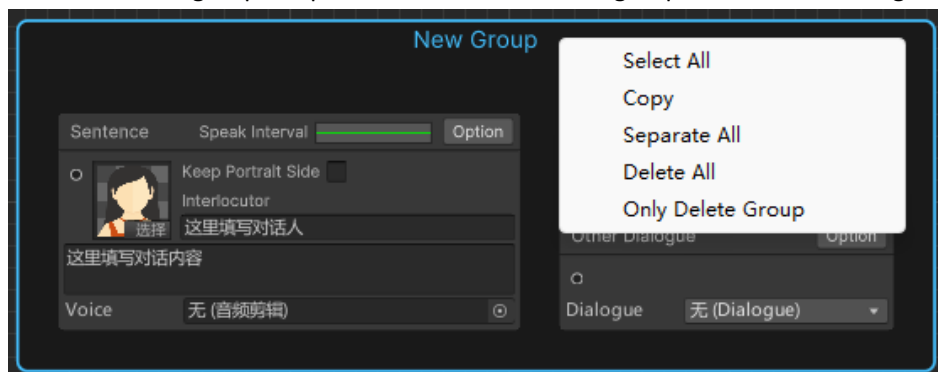 New Group
Select All
Copy
Separate All
Delete All
Only Delete Group
Sentence Speak Interval Option
Keep Portrait Side
Interlocutor
选择 这里填写对话人
这里填写对话内容
Voice 无 (音频剪辑)
Other Dialogue Option
Dialogue 无 (Dialogue)